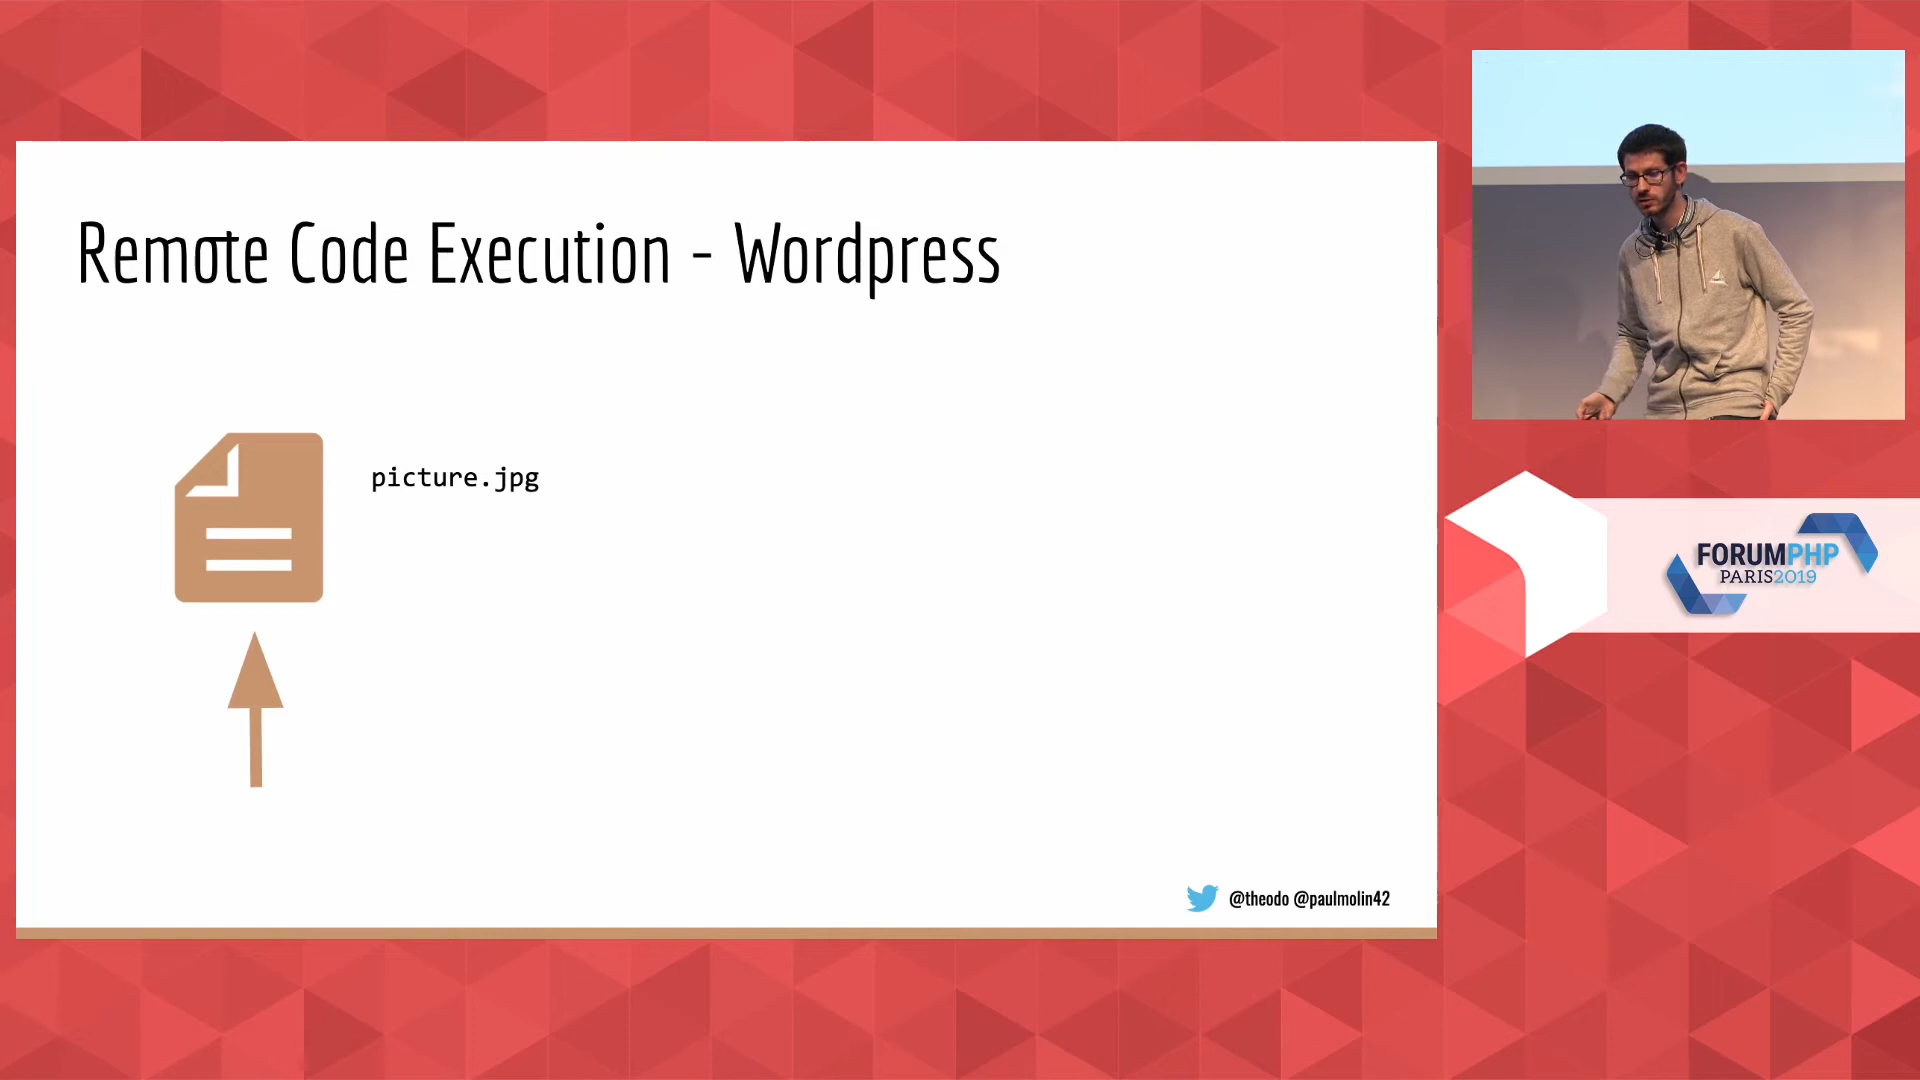 Remote Code Execution - Wordpress
picture.jpg
@theodo @paulmolin42
FORUMPHP
PARIS2019